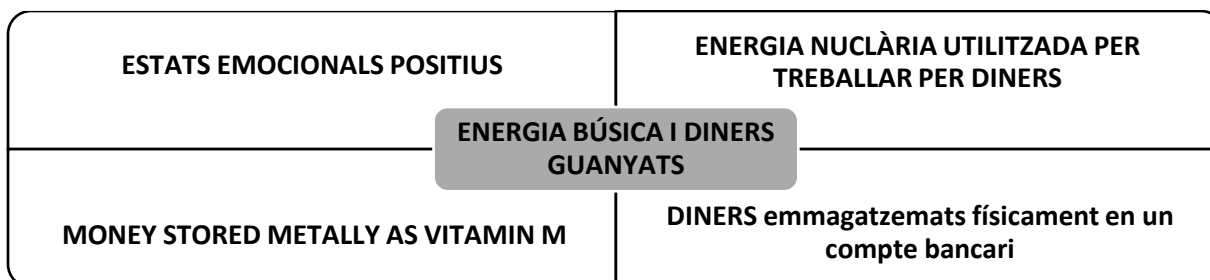 ESTATS EMOCIONALS POSITIUS
ENERGIA NUCLÀRIA UTILITZADA PER
TREBALLAR PER DINERS
ENERGIA BÚSICA I DINERS
GUANYATS
MONEY STORED METALLY AS VITAMIN M
DINERS emmagatzemats físicament en un
compte bancari